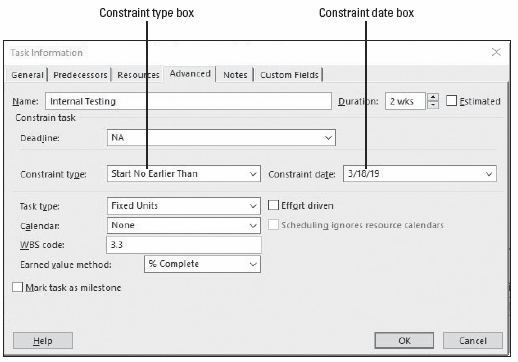 Constraint type box Constraint date box
Task Information
General Predecessors Resources Advanced Notes Custom Fields
Name: Internal Testing Duration: 2 wks Estimated
Constrain task
Deadline: NA
Constraint type: Start No Earlier Than Constraint date: 3/18/19
Task type: Fixed Units Effort driven
Calendar: None Scheduling ignores resource calendars
WBS code: 3.3
Earned value method: % Complete
Mark task as milestone
Help OK Cancel